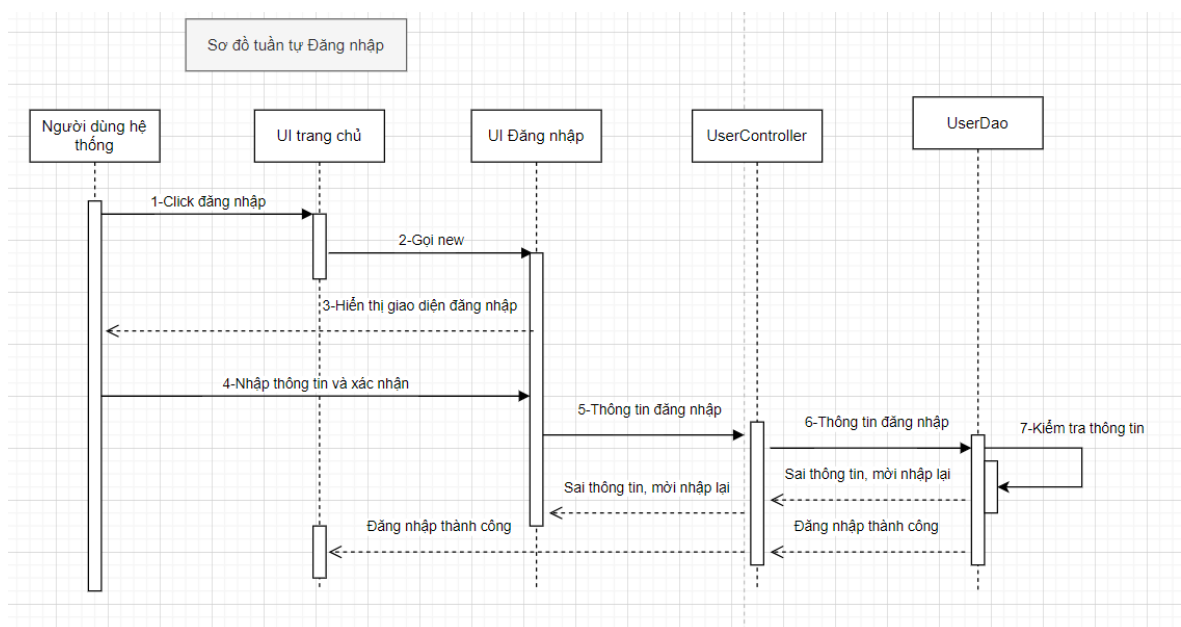 Sơ đồ tuần tự Đăng nhập
Người dùng hệ
thống
UI trang chủ
UI Đăng nhập
UserController
UserDao
1-Click đăng nhập
2-Gọi new
3-Hiển thị giao diện đăng nhập
4-Nhập thông tin và xác nhận
5-Thông tin đăng nhập
6-Thông tin đăng nhập
7-Kiểm tra thông tin
Sai thông tin, mời nhập lại
Sai thông tin, mời nhập lại
Đăng nhập thành công
Đăng nhập thành công